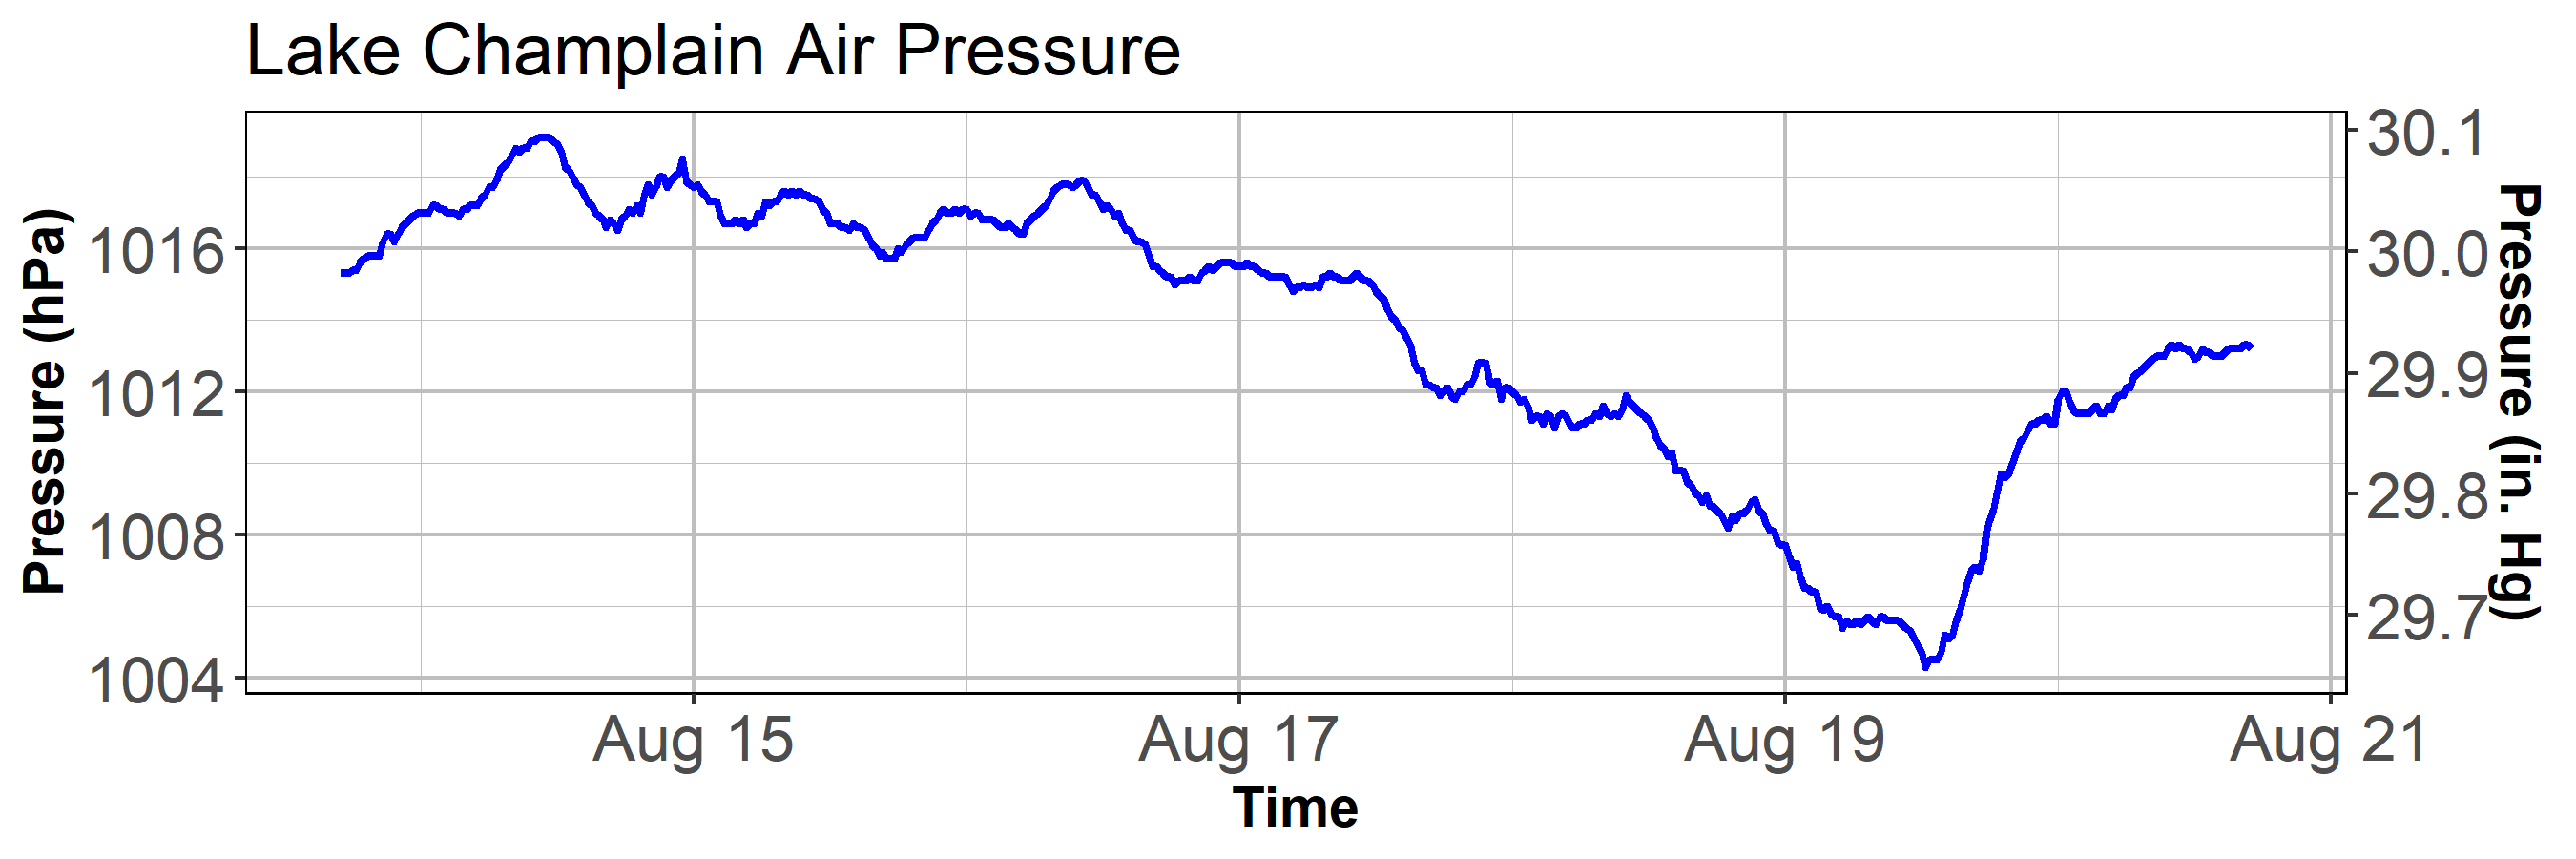 Lake Champlain Air Pressure
Pressure (hPa)
1016
1012
1008
1004
30.1
30.0
29.9
29.8
29.7
Pressure (in. Hg)
Aug 15
Aug 17
Aug 19
Aug 21
Time